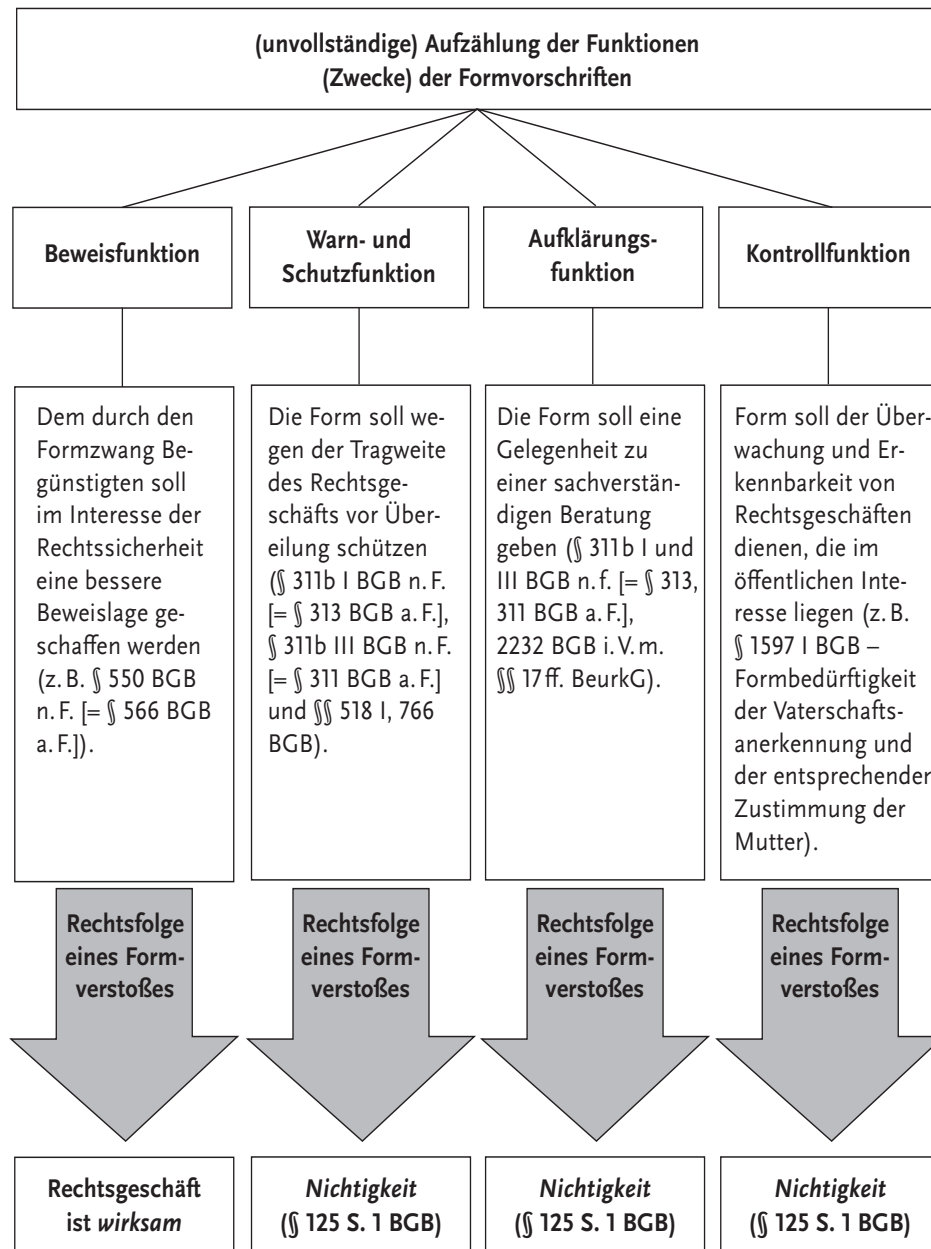 (unvollständige) Aufzählung der Funktionen
(Zwecke) der Formvorschriften
Beweisfunktion
Warn- und
Schutzfunktion
Aufklärungs-
funktion
Kontrollfunktion
Dem durch den
Formzwang Be-
günstigten soll
im Interesse der
Rechtssicherheit
eine bessere
Beweislage ge-
schaffen werden
(z. B. § 550 BGB
n. F. [= § 566 BGB
a. F.]).
Die Form soll we-
gen der Tragweite
des Rechtsge-
schäfts vor Über-
eilung schützen
(§ 311b I BGB n. F.
[= § 313 BGB a. F.],
§ 311b III BGB n. F.
[= § 311 BGB a. F.]
und §§ 518 I, 766
BGB).
Die Form soll eine
Gelegenheit zu
einer sachverstän-
digen Beratung
geben (§ 311b I und
III BGB n. f. [= § 313,
311 BGB a. F.],
2232 BGB i. V. m.
§§ 17 ff. BeurkG).
Form soll der Über-
wachung und Er-
kennbarkeit von
Rechtsgeschäften
dienen, die im
öffentlichen Inte-
resse liegen (z. B.
§ 1597 I BGB –
Formbedürftigkeit
der Vaterschafts-
anerkennung und
der entsprechenden
Zustimmung der
Mutter).
Rechtsfolge
eines Form-
verstoßes
Rechtsfolge
eines Form-
verstoßes
Rechtsfolge
eines Form-
verstoßes
Rechtsfolge
eines Form-
verstoßes
Rechtsgeschäft
ist wirksam
Nichtigkeit
(§ 125 S. 1 BGB)
Nichtigkeit
(§ 125 S. 1 BGB)
Nichtigkeit
(§ 125 S. 1 BGB)